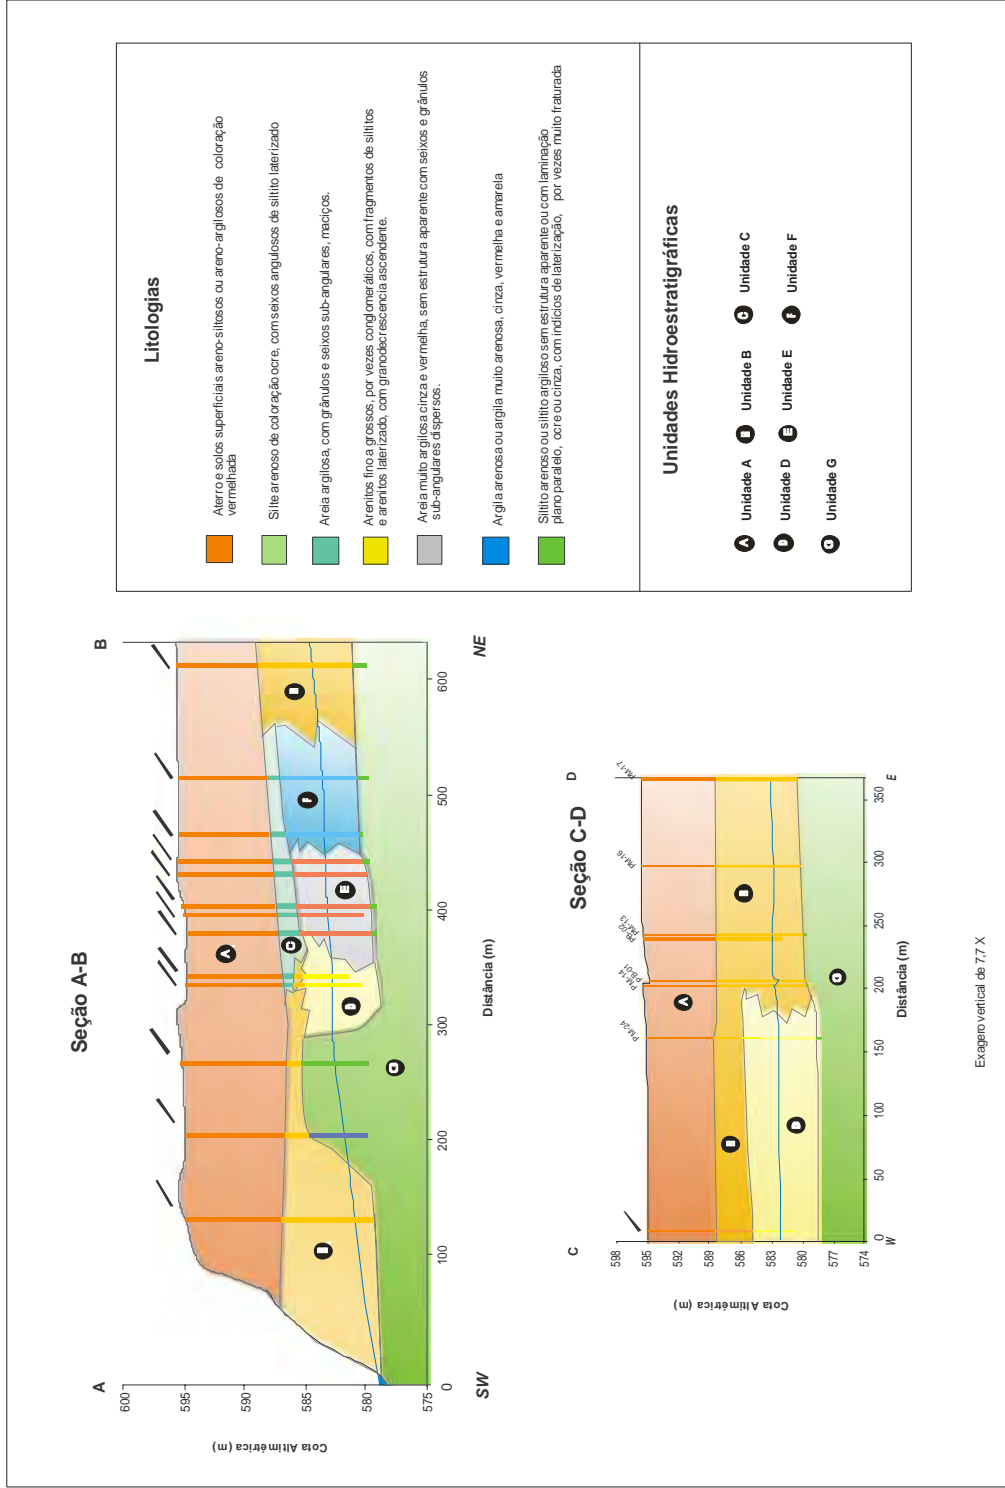 Seção A-B
A
B
600
595
590
585
580
575
Cota Altimétrica (m)
0
100
200
300
400
500
600
Distância (m)
SW
NE
A
B
B
B
C
D
E
F
G
Seção C-D
C
D
598
595
592
589
586
583
580
577
574
Cota Altimétrica (m)
0
50
100
150
200
250
300
350
Distância (m)
W
E
PM-24
PM-14
PB-01
PB-02
PM-13
PM-16
PM-17
A
B
B
D
G
Exagero vertical de 7,7 X
Litologias
Aterro e solos superficiais areno-siltosos ou areno-argilosos de coloração
vermelhada
Silte arenoso de coloração ocre, com seixos angulosos de siltito laterizado
Areia argilosa, com grânulos e seixos sub-angulares, maciços.
Arenitos fino a grossos, por vezes conglomeráticos, com fragmentos de siltitos
e arenitos laterizado, com granodecrescencia ascendente.
Areia muito argilosa cinza e vermelha, sem estrutura aparente com seixos e grânulos
sub-angulares dispersos.
Argila arenosa ou argila muito arenosa, cinza, vermelha e amarela
Siltito arenoso ou siltito argiloso sem estrutura aparente ou com laminação
plano paralelo, ocre ou cinza, com indícios de laterização, por vezes muito fraturada
Unidades Hidroestratigráficas
A Unidade A
B Unidade B
C Unidade C
D Unidade D
E Unidade E
F Unidade F
G Unidade G